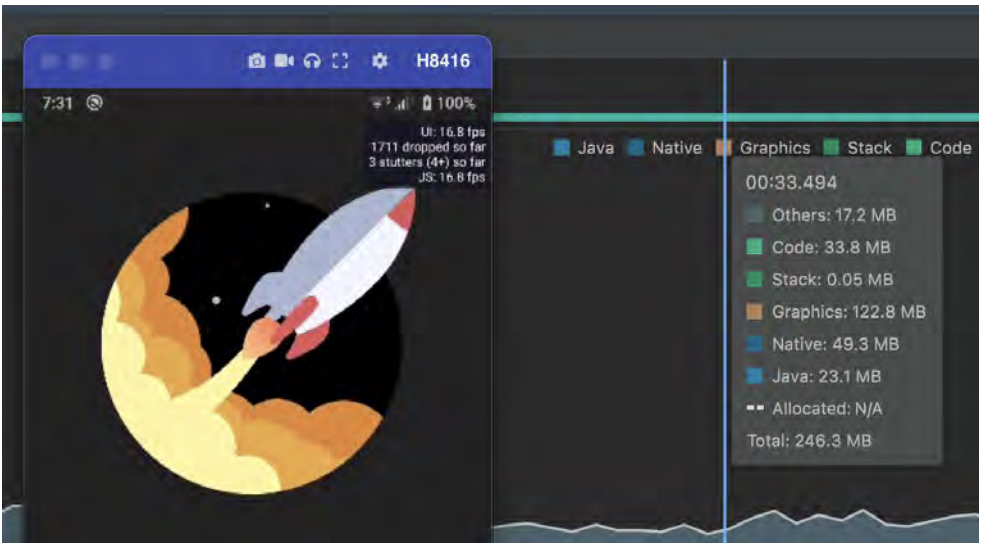 H8416
7:31
100%
UI: 16.8 fps
1711 dropped so far
3 stutters (4+) so far
JS: 16.8 fps
Java Native Graphics Stack Code
00:33.494
Others: 17.2 MB
Code: 33.8 MB
Stack: 0.05 MB
Graphics: 122.8 MB
Native: 49.3 MB
Java: 23.1 MB
Allocated: N/A
Total: 246.3 MB